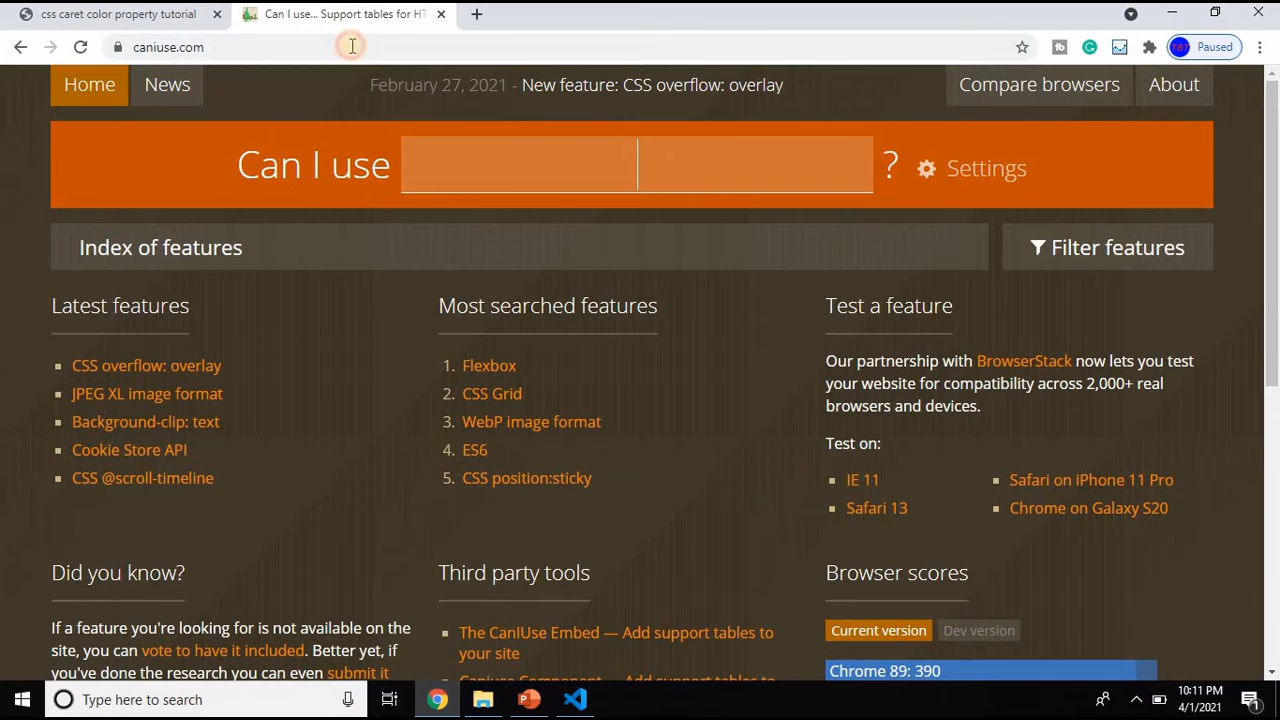 css caret color property tutorial
Can I use... Support tables for HT
caniuse.com
Paused
Home
News
February 27, 2021 - New feature: CSS overflow: overlay
Compare browsers
About
Can I use
?
Settings
Index of features
Filter features
Latest features
CSS overflow: overlay
JPEG XL image format
Background-clip: text
Cookie Store API
CSS @scroll-timeline
Most searched features
1. Flexbox
2. CSS Grid
3. WebP image format
4. ES6
5. CSS position:sticky
Test a feature
Our partnership with BrowserStack now lets you test
your website for compatibility across 2,000+ real
browsers and devices.
Test on:
IE 11
Safari 13
Safari on iPhone 11 Pro
Chrome on Galaxy S20
Did you know?
If a feature you're looking for is not available on the
site, you can vote to have it included. Better yet, if
you've done the research you can even submit it
Third party tools
The CanIUse Embed — Add support tables to
your site
Caniuse Component — Add support tables to
Browser scores
Current version
Dev version
Chrome 89: 390
Type here to search
10:11 PM
4/1/2021